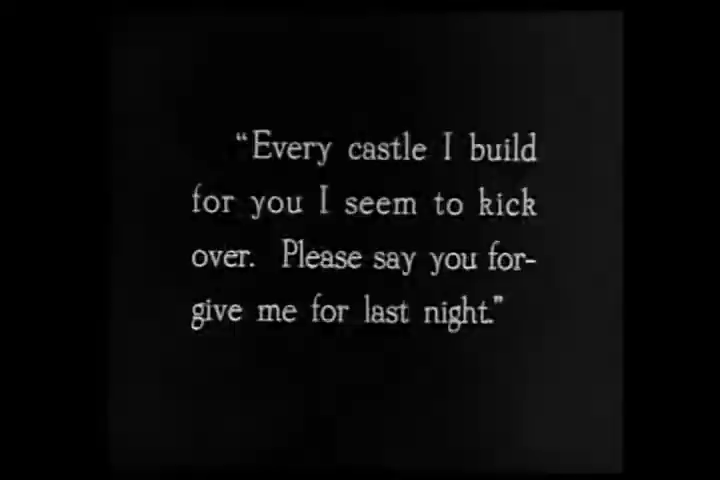 “Every castle I build
for you I seem to kick
over. Please say you for-
give me for last night.”